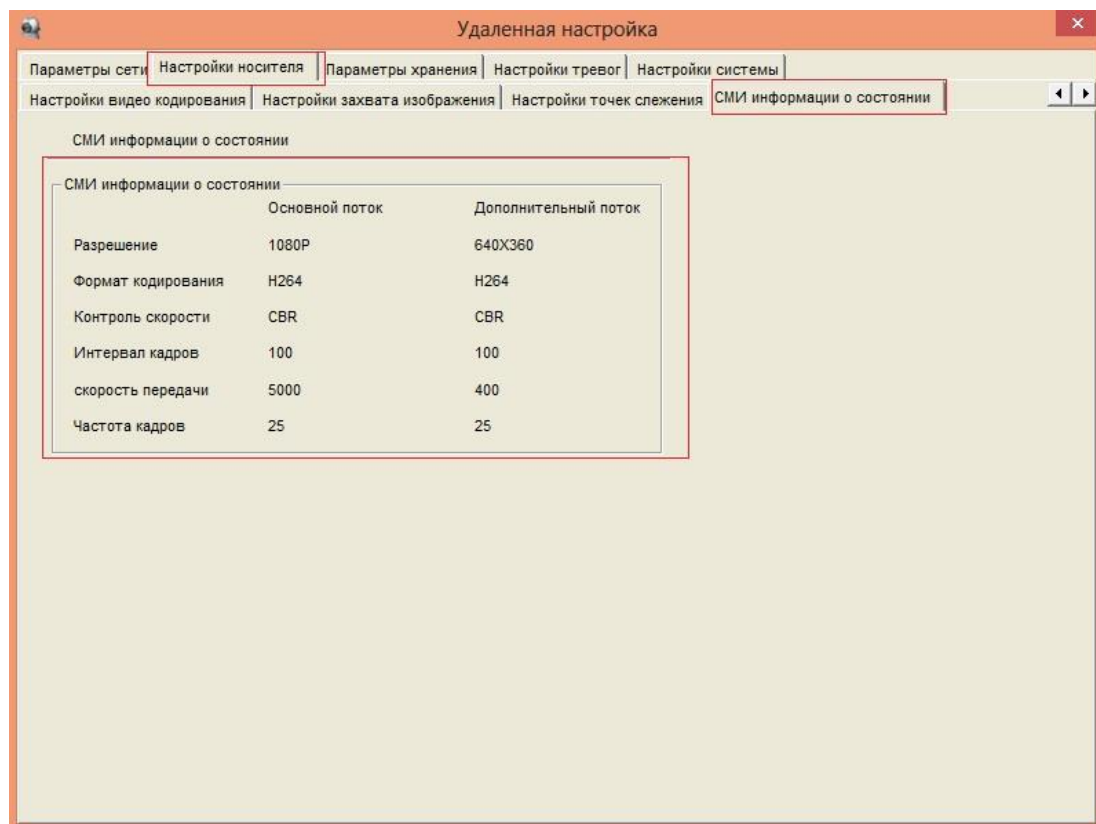 Удаленная настройка
Параметры сети Настройки носителя Параметры хранения Настройки тревог Настройки системы
Настройки видео кодирования Настройки захвата изображения Настройки точек слежения СМИ информации о состоянии
СМИ информации о состоянии
СМИ информации о состоянии
Основной поток Дополнительный поток
Разрешение 1080P 640X360
Формат кодирования H264 H264
Контроль скорости CBR CBR
Интервал кадров 100 100
скорость передачи 5000 400
Частота кадров 25 25